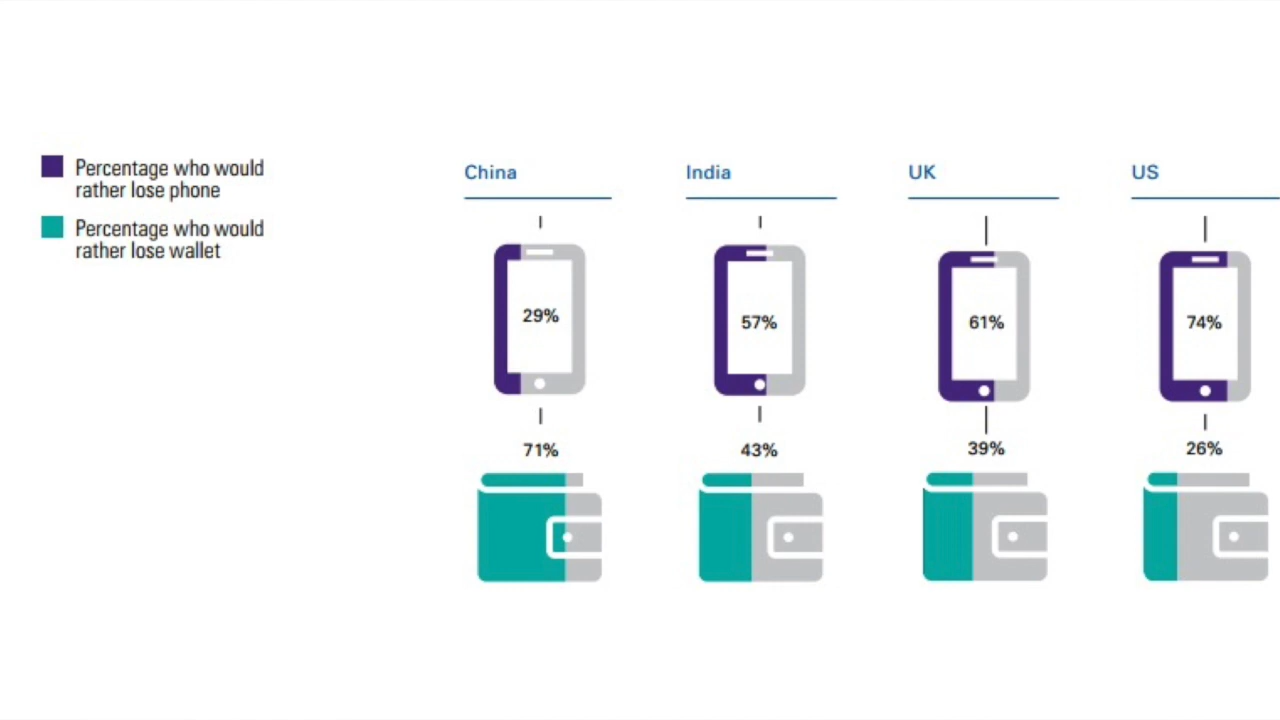 Percentage who would
rather lose phone
Percentage who would
rather lose wallet
China
India
UK
US
29%
57%
61%
74%
71%
43%
39%
26%